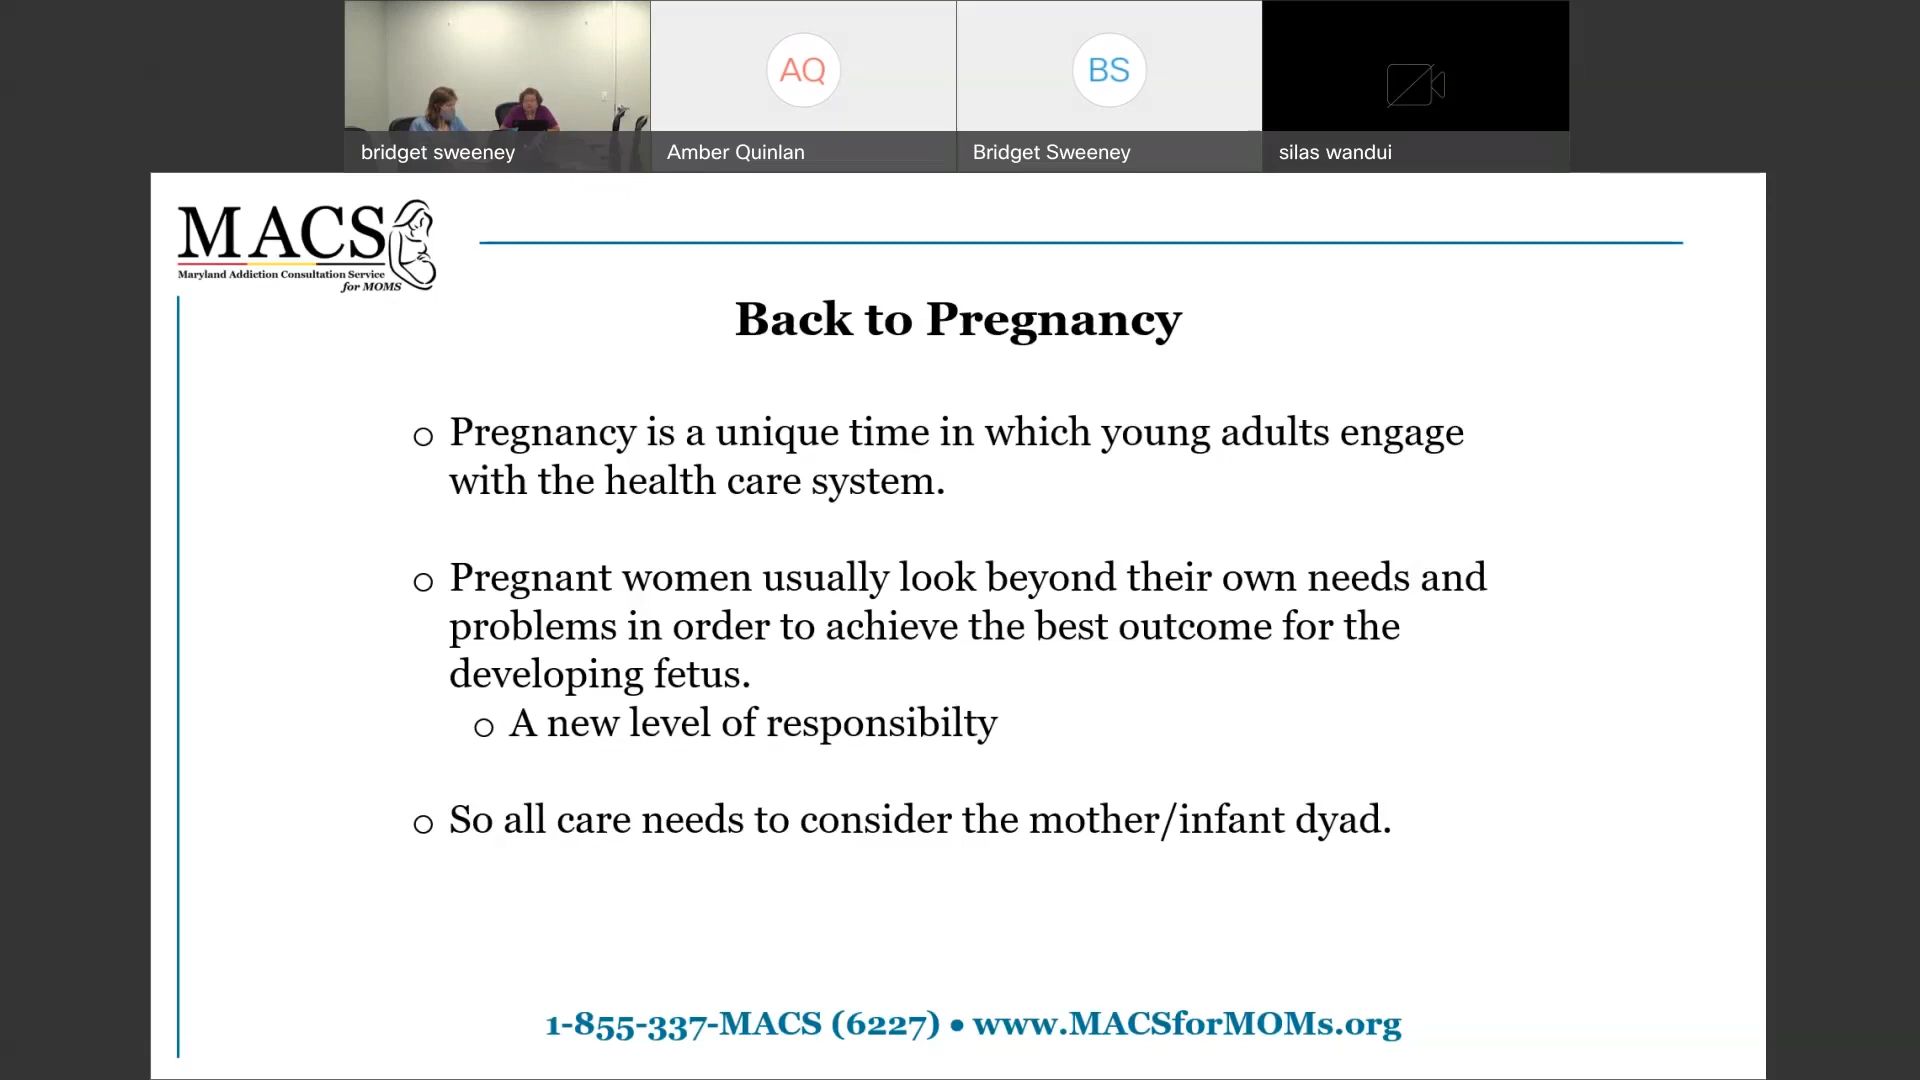 AQ
BS
bridget sweeney
Amber Quinlan
Bridget Sweeney
silas wandui
MACS
Maryland Addiction Consultation Service
for MOMS
Back to Pregnancy
o Pregnancy is a unique time in which young adults engage
with the health care system.
o Pregnant women usually look beyond their own needs and
problems in order to achieve the best outcome for the
developing fetus.
o A new level of responsibilty
o So all care needs to consider the mother/infant dyad.
1-855-337-MACS (6227) • www.MACSforMOMs.org